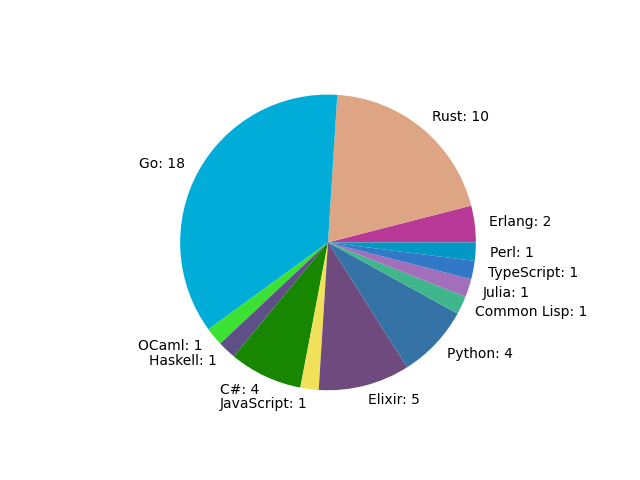 Rust: 10
Go: 18
Erlang: 2
Perl: 1
TypeScript: 1
Julia: 1
Common Lisp: 1
OCaml: 1
Python: 4
Haskell: 1
C#: 4
Elixir: 5
JavaScript: 1